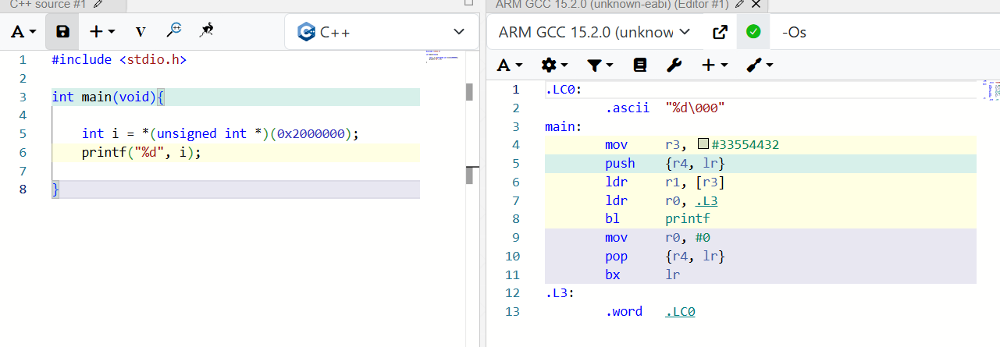 C++ source #1
A
+
V
C++
1 #include <stdio.h>
2
3 int main(void){
4
5 int i = *(unsigned int *)(0x2000000);
6 printf("%d", i);
7
8 }
ARM GCC 15.2.0 (unknown-eabi) (Editor #1)
ARM GCC 15.2.0 (unknow
-Os
A
+
1 .LC0:
2 .ascii "%d\000"
3 main:
4 mov r3, #33554432
5 push {r4, lr}
6 ldr r1, [r3]
7 ldr r0, .L3
8 bl printf
9 mov r0, #0
10 pop {r4, lr}
11 bx lr
12 .L3:
13 .word .LC0